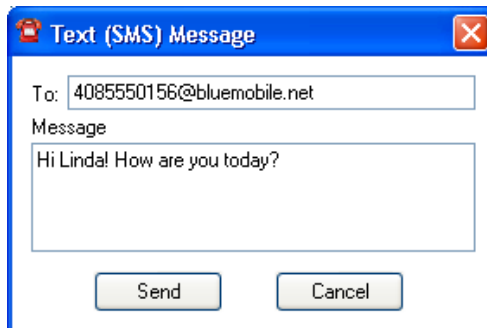 Text (SMS) Message
To: 4085550156@bluemobile.net
Message
Hi Linda! How are you today?
Send Cancel